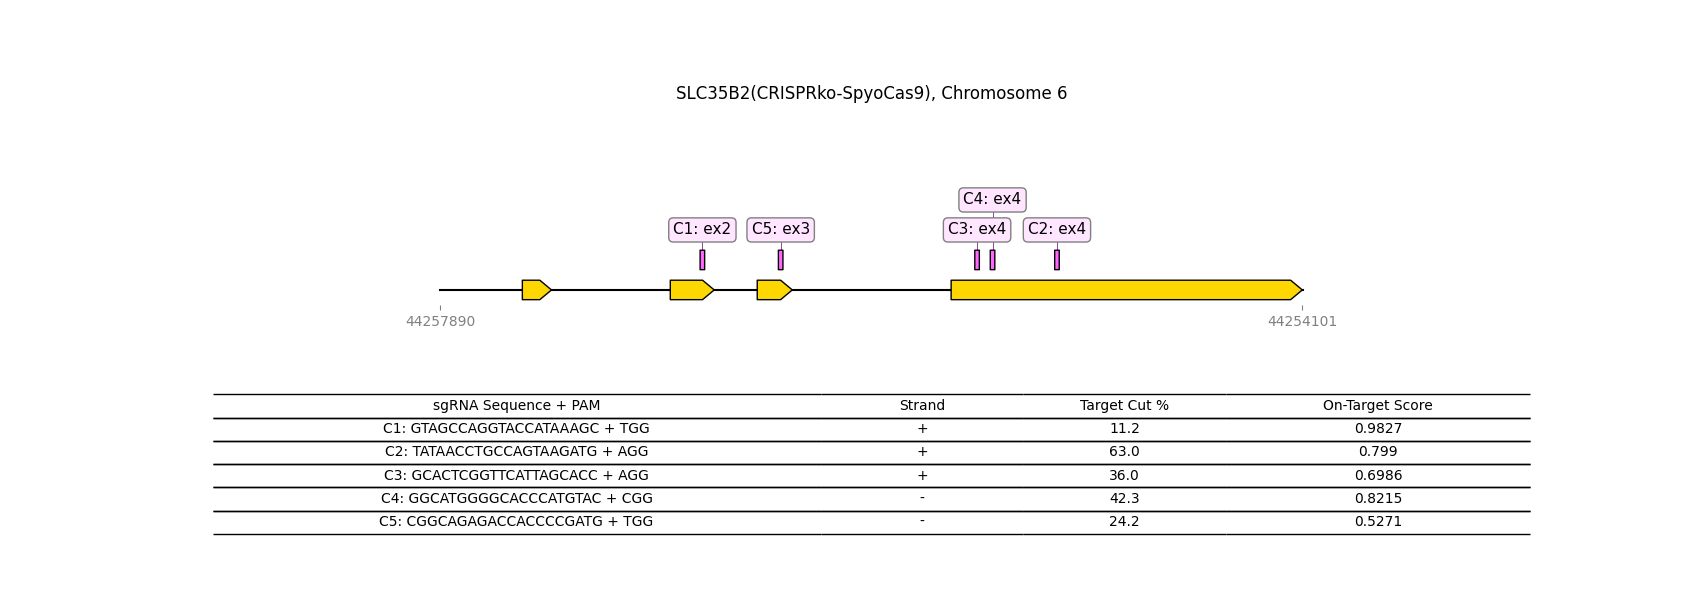 SLC35B2(CRISPRko-SpyoCas9), Chromosome 6
C4: ex4
C1: ex2 C5: ex3 C3: ex4 C2: ex4
44257890 44254101
sgRNA Sequence + PAM Strand Target Cut % On-Target Score
C1: GTAGCCAGGTACCATAAAGC + TGG + 11.2 0.9827
C2: TATAACCTGCCAGTAAGATG + AGG + 63.0 0.799
C3: GCACTCGGTTCATTAGCACC + AGG + 36.0 0.6986
C4: GGCATGGGGCACCCATGTAC + CGG - 42.3 0.8215
C5: CGGCAGAGACCACCCCGATG + TGG - 24.2 0.5271